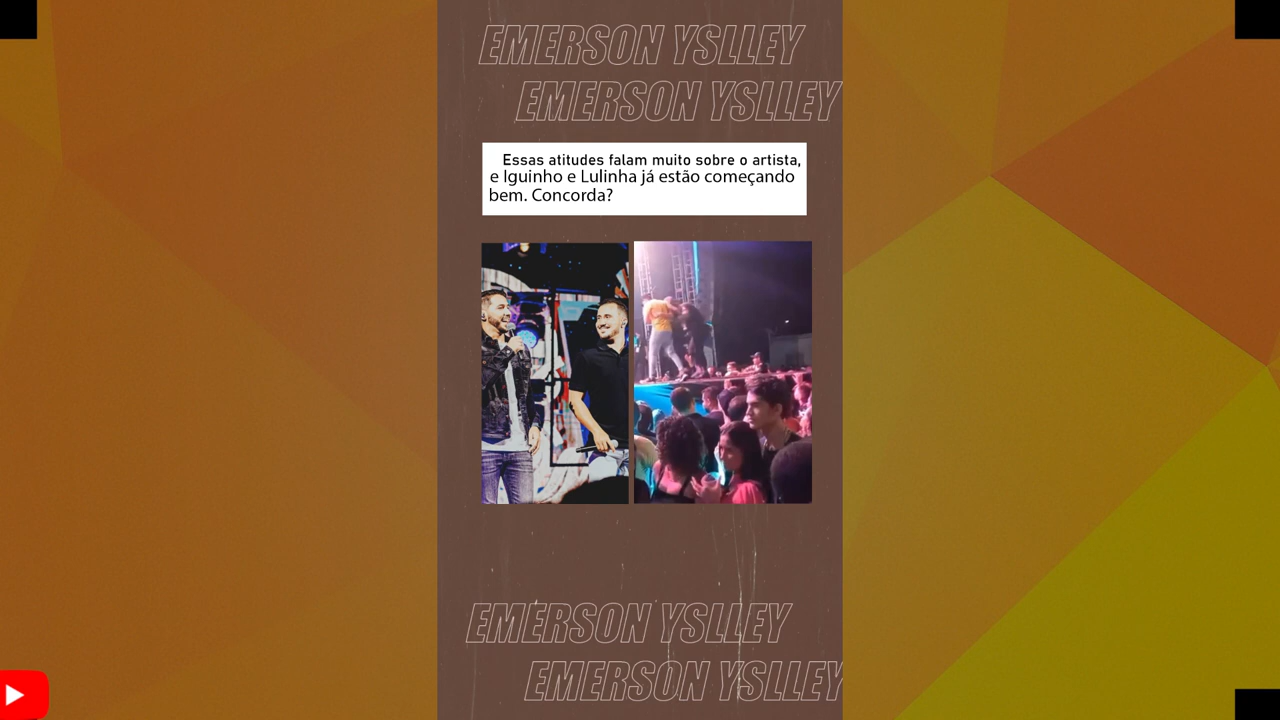 EMERSON YSLLEY
EMERSON YSLLEY
Essas atitudes falam muito sobre o artista,
e Iguinho e Lulinha já estão começando
bem. Concorda?
EMERSON YSLLEY
EMERSON YSLLEY